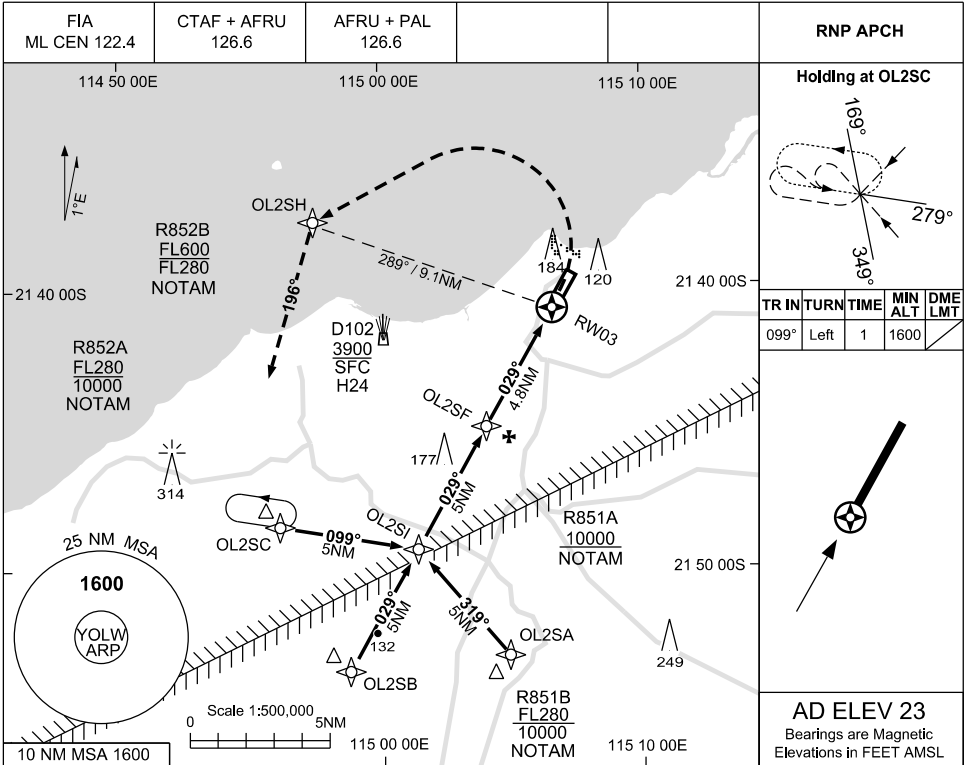 FIA
ML CEN 122.4
CTAF + AFRU
126.6
AFRU + PAL
126.6
RNP APCH
114 50 00E
115 00 00E
115 10 00E
1°E
OL2SH
R852B
FL600
FL280
NOTAM
289° / 9.1NM
184
120
21 40 00S
21 40 00S
196°
RW03
D102
3900
SFC
H24
R852A
FL280
10000
NOTAM
029°
4.8NM
OL2SF
177
314
029°
5NM
OL2SI
R851A
10000
NOTAM
OL2SC
099°
5NM
25 NM MSA
1600
YOLW
ARP
21 50 00S
029°
5NM
319°
5NM
132
OL2SA
OL2SB
249
R851B
FL280
10000
NOTAM
Scale 1:500,000
0
5NM
115 00 00E
115 10 00E
10 NM MSA 1600
Holding at OL2SC
169°
279°
349°
TR IN TURN TIME MIN ALT DME LMT
099° Left 1 1600
AD ELEV 23
Bearings are Magnetic
Elevations in FEET AMSL